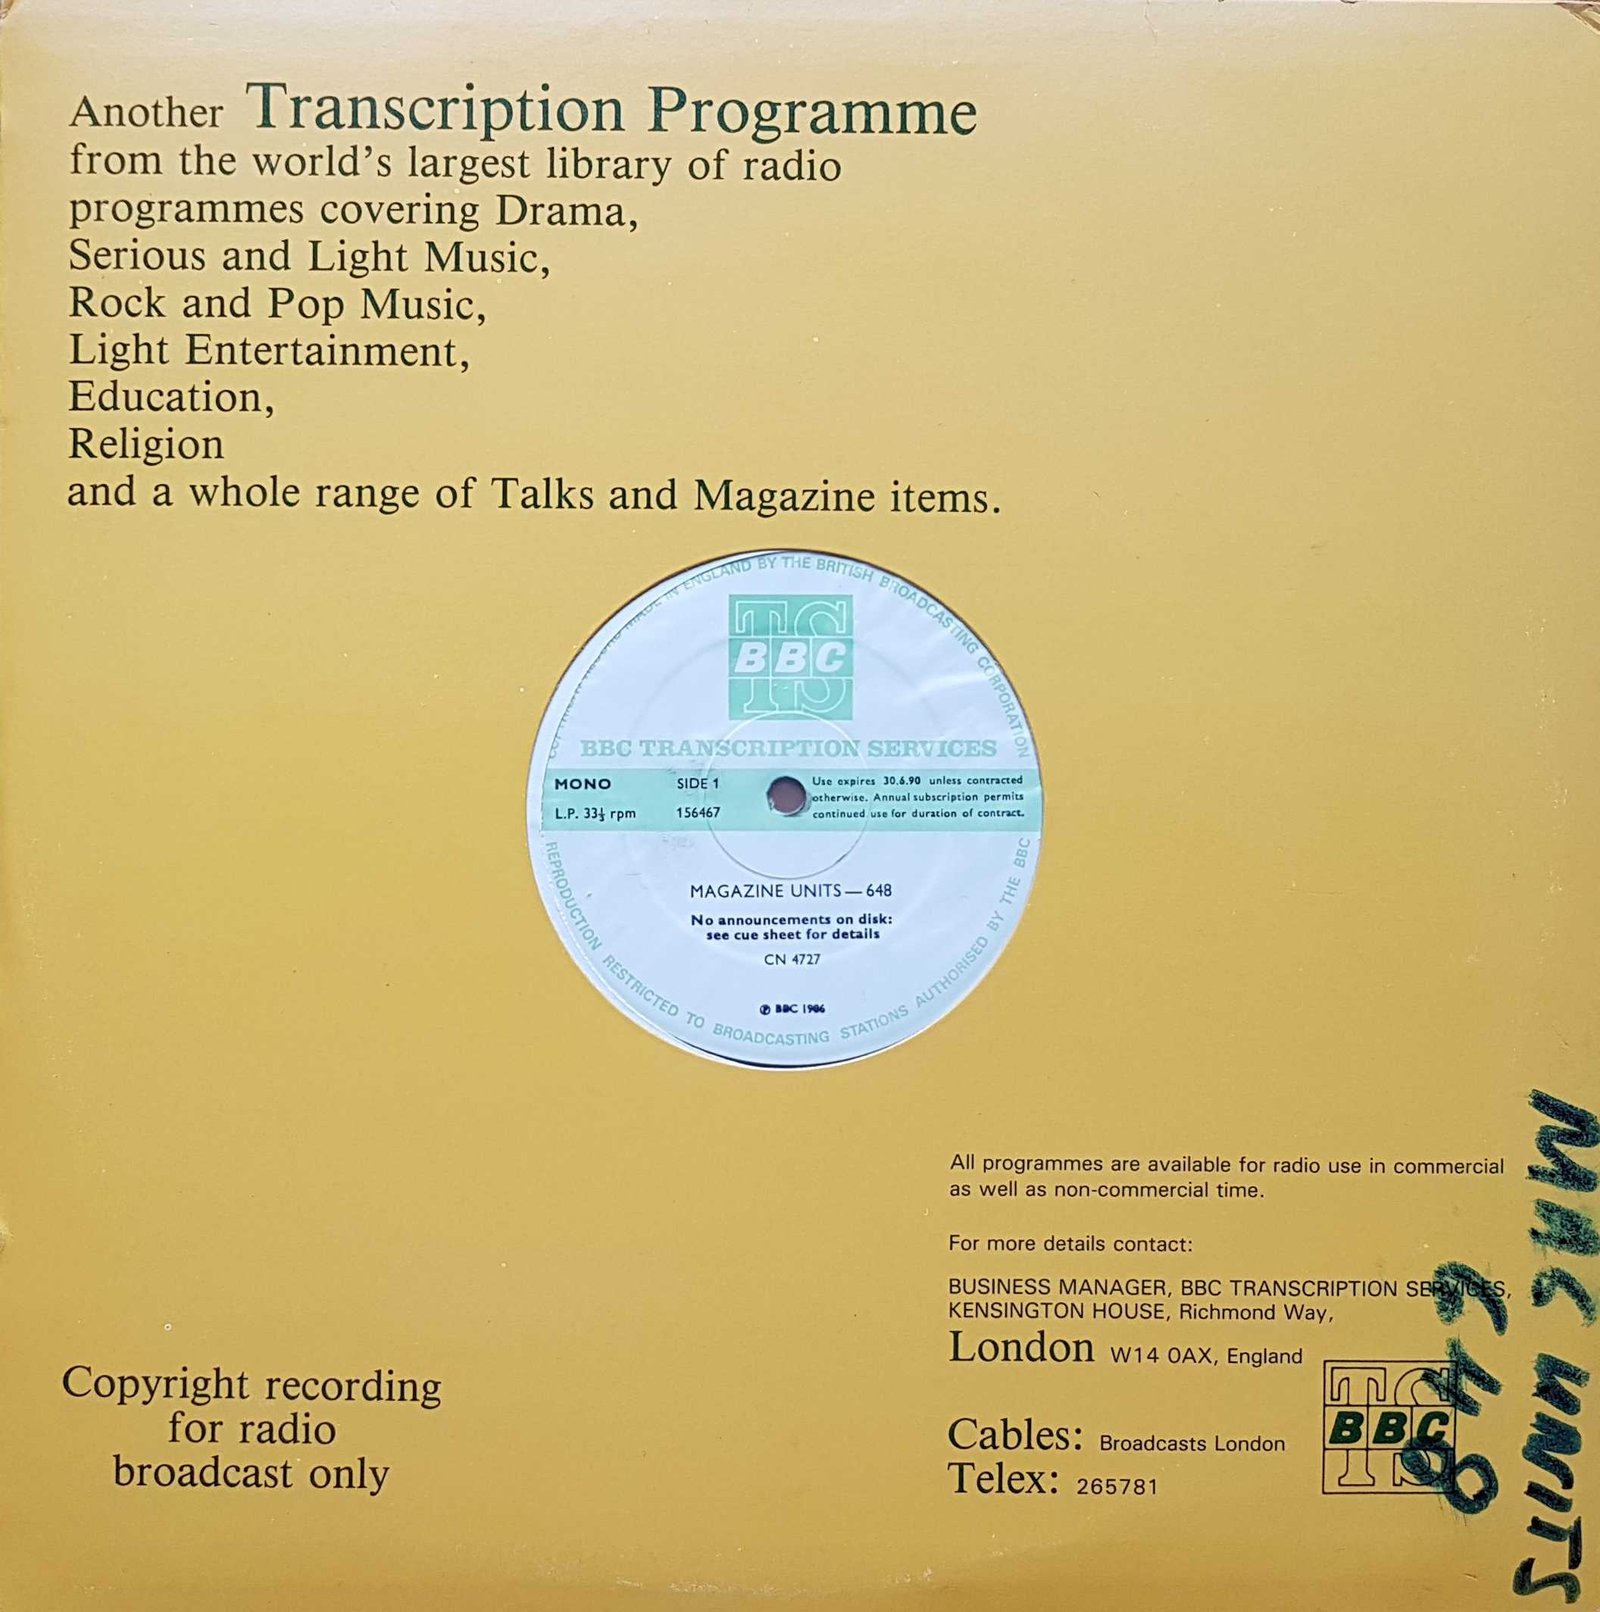 Another Transcription Programme
from the world's largest library of radio
programmes covering Drama,
Serious and Light Music,
Rock and Pop Music,
Light Entertainment,
Education,
Religion
and a whole range of Talks and Magazine items.
MADE IN ENGLAND BY THE BRITISH BROADCASTING CORPORATION
TS
BBC
TS
BBC TRANSCRIPTION SERVICES
MONO SIDE 1
L.P. 33⅓ rpm 156467
Use expires 30.6.90 unless contracted
otherwise. Annual subscription permits
continued use for duration of contract.
MAGAZINE UNITS — 648
No announcements on disk:
see cue sheet for details
CN 4727
℗ BBC 1986
REPRODUCTION RESTRICTED TO BROADCASTING STATIONS AUTHORISED BY THE BBC
All programmes are available for radio use in commercial
as well as non-commercial time.
For more details contact:
BUSINESS MANAGER, BBC TRANSCRIPTION SERVICES,
KENSINGTON HOUSE, Richmond Way,
London W14 0AX, England
Cables: Broadcasts London
Telex: 265781
TS
BBC
TS
Copyright recording
for radio
broadcast only
MAG UNITS
648